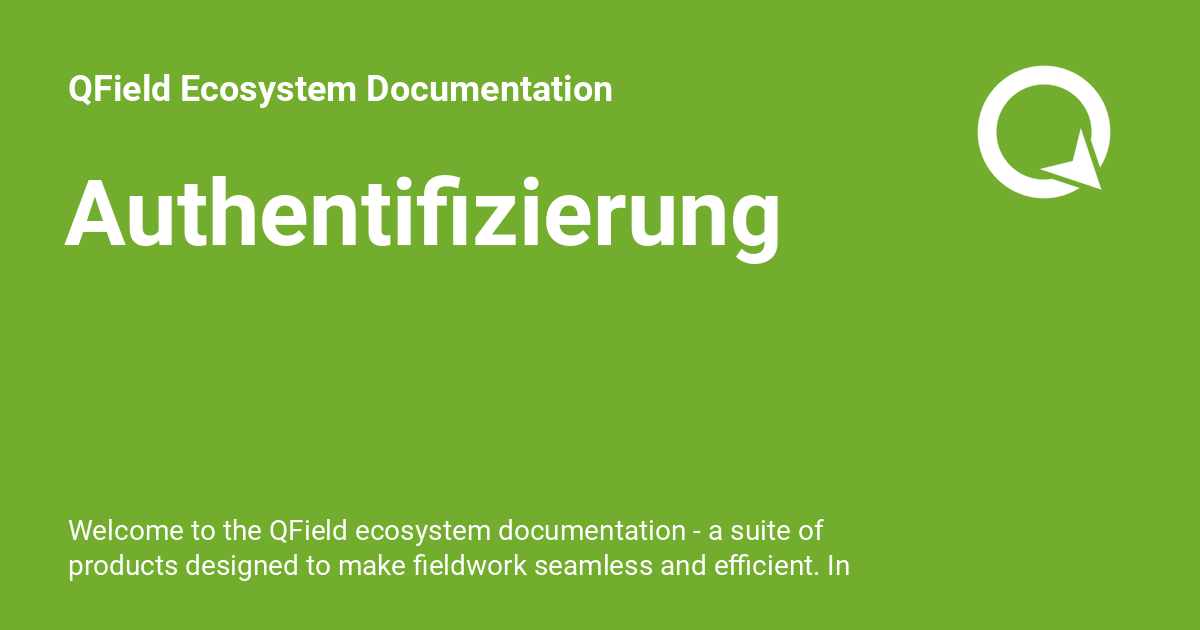 QField Ecosystem Documentation
Authentifizierung
Welcome to the QField ecosystem documentation - a suite of
products designed to make fieldwork seamless and efficient. In